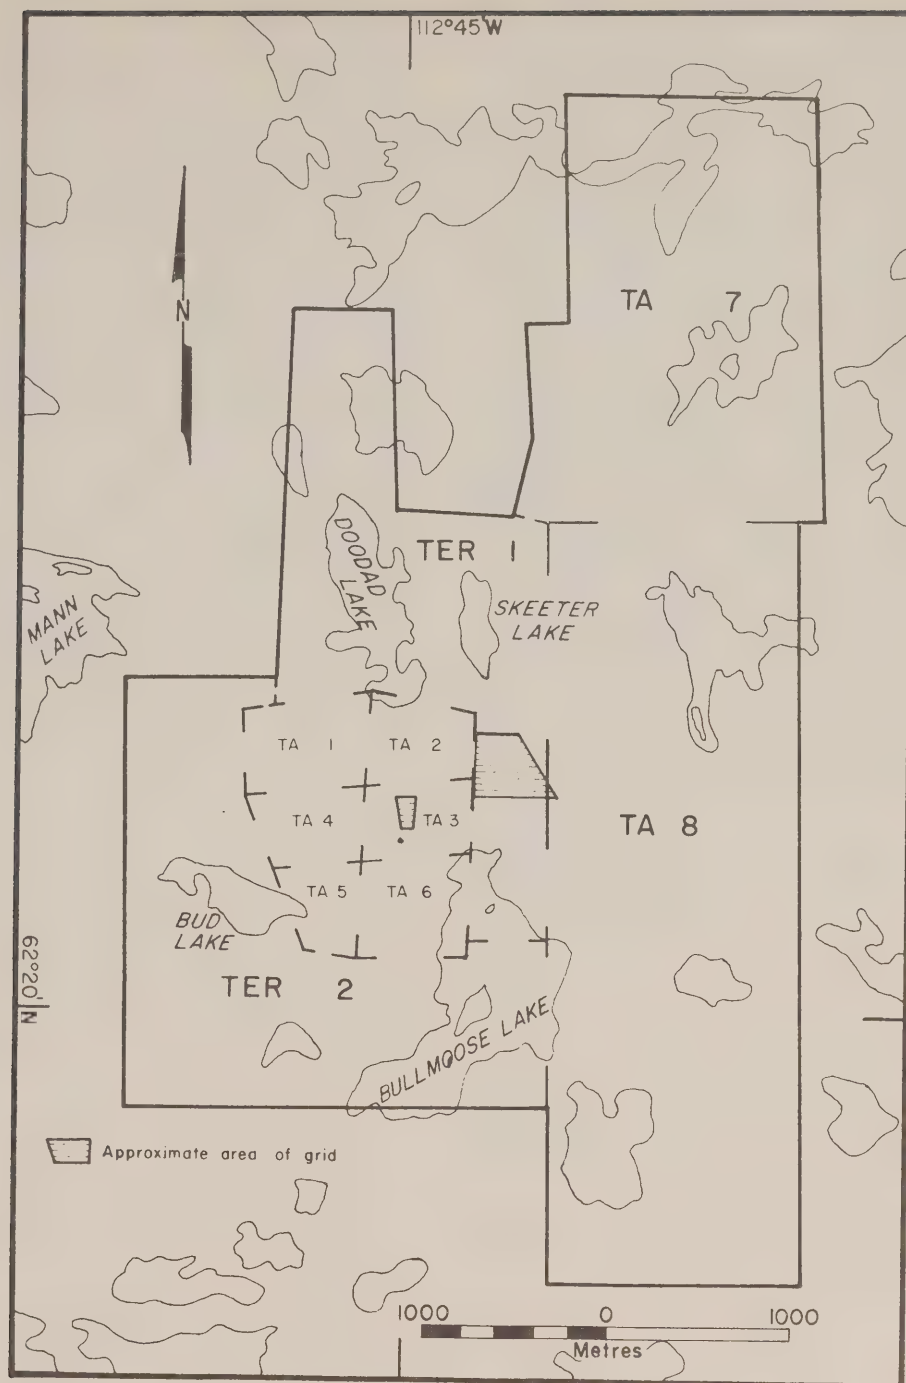 112°45'W
TA 7
N
TER 1
DOODAD
LAKE
SKEETER
LAKE
MANN
LAKE
TA 1
TA 2
TA 4
TA 3
TA 8
TA 5
TA 6
BUD
LAKE
62°20'N
TER 2
BULLMOOSE LAKE
Approximate area of grid
1000 0 1000
Metres